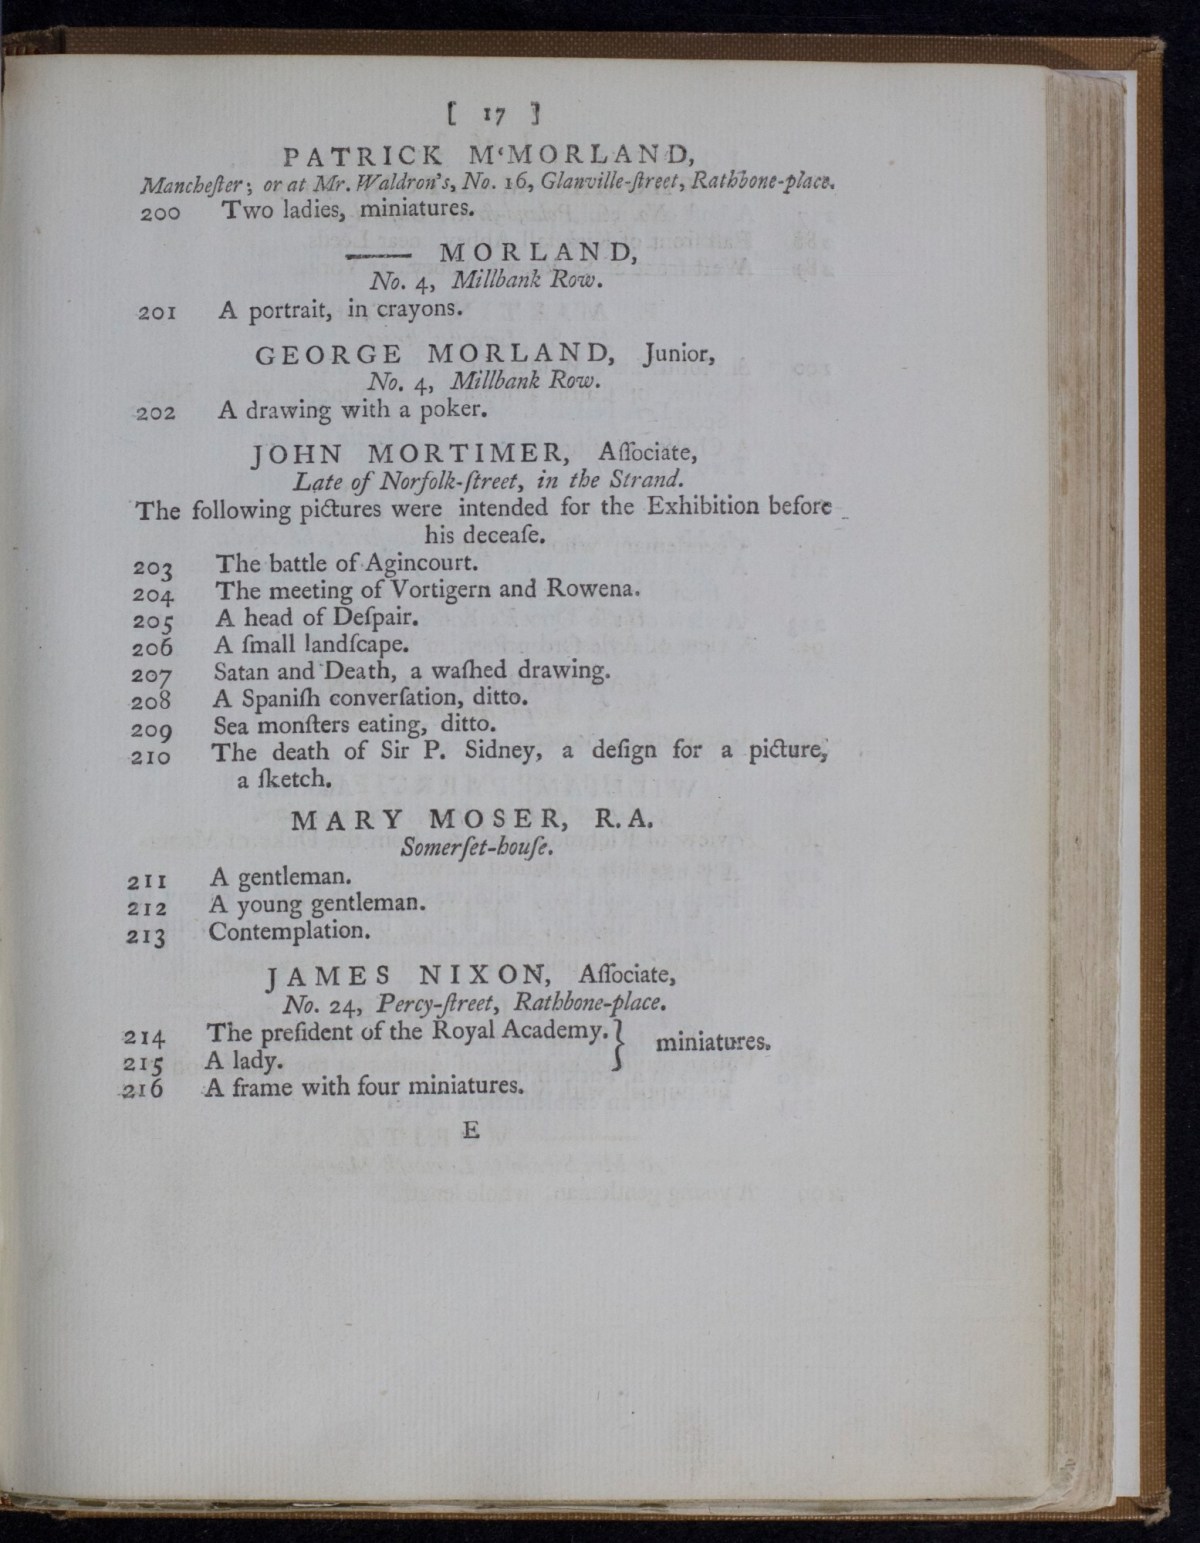 [ 17 ]
PATRICK M‘MORLAND,
Mancheſter; or at Mr. Waldron's, No. 16, Glanville-ſtreet, Rathbone-place.
200 Two ladies, miniatures.
—— MORLAND,
No. 4, Millbank Row.
201 A portrait, in crayons.
GEORGE MORLAND, Junior,
No. 4, Millbank Row.
202 A drawing with a poker.
JOHN MORTIMER, Aſſociate,
Late of Norfolk-ſtreet, in the Strand.
The following pictures were intended for the Exhibition before
his deceaſe.
203 The battle of Agincourt.
204 The meeting of Vortigern and Rowena.
205 A head of Deſpair.
206 A ſmall landſcape.
207 Satan and Death, a waſhed drawing.
208 A Spaniſh converſation, ditto.
209 Sea monſters eating, ditto.
210 The death of Sir P. Sidney, a deſign for a picture,
a ſketch.
MARY MOSER, R.A.
Somerſet-houſe.
211 A gentleman.
212 A young gentleman.
213 Contemplation.
JAMES NIXON, Aſſociate,
No. 24, Percy-ſtreet, Rathbone-place.
214 The preſident of the Royal Academy. } miniatures.
215 A lady.
216 A frame with four miniatures.
E